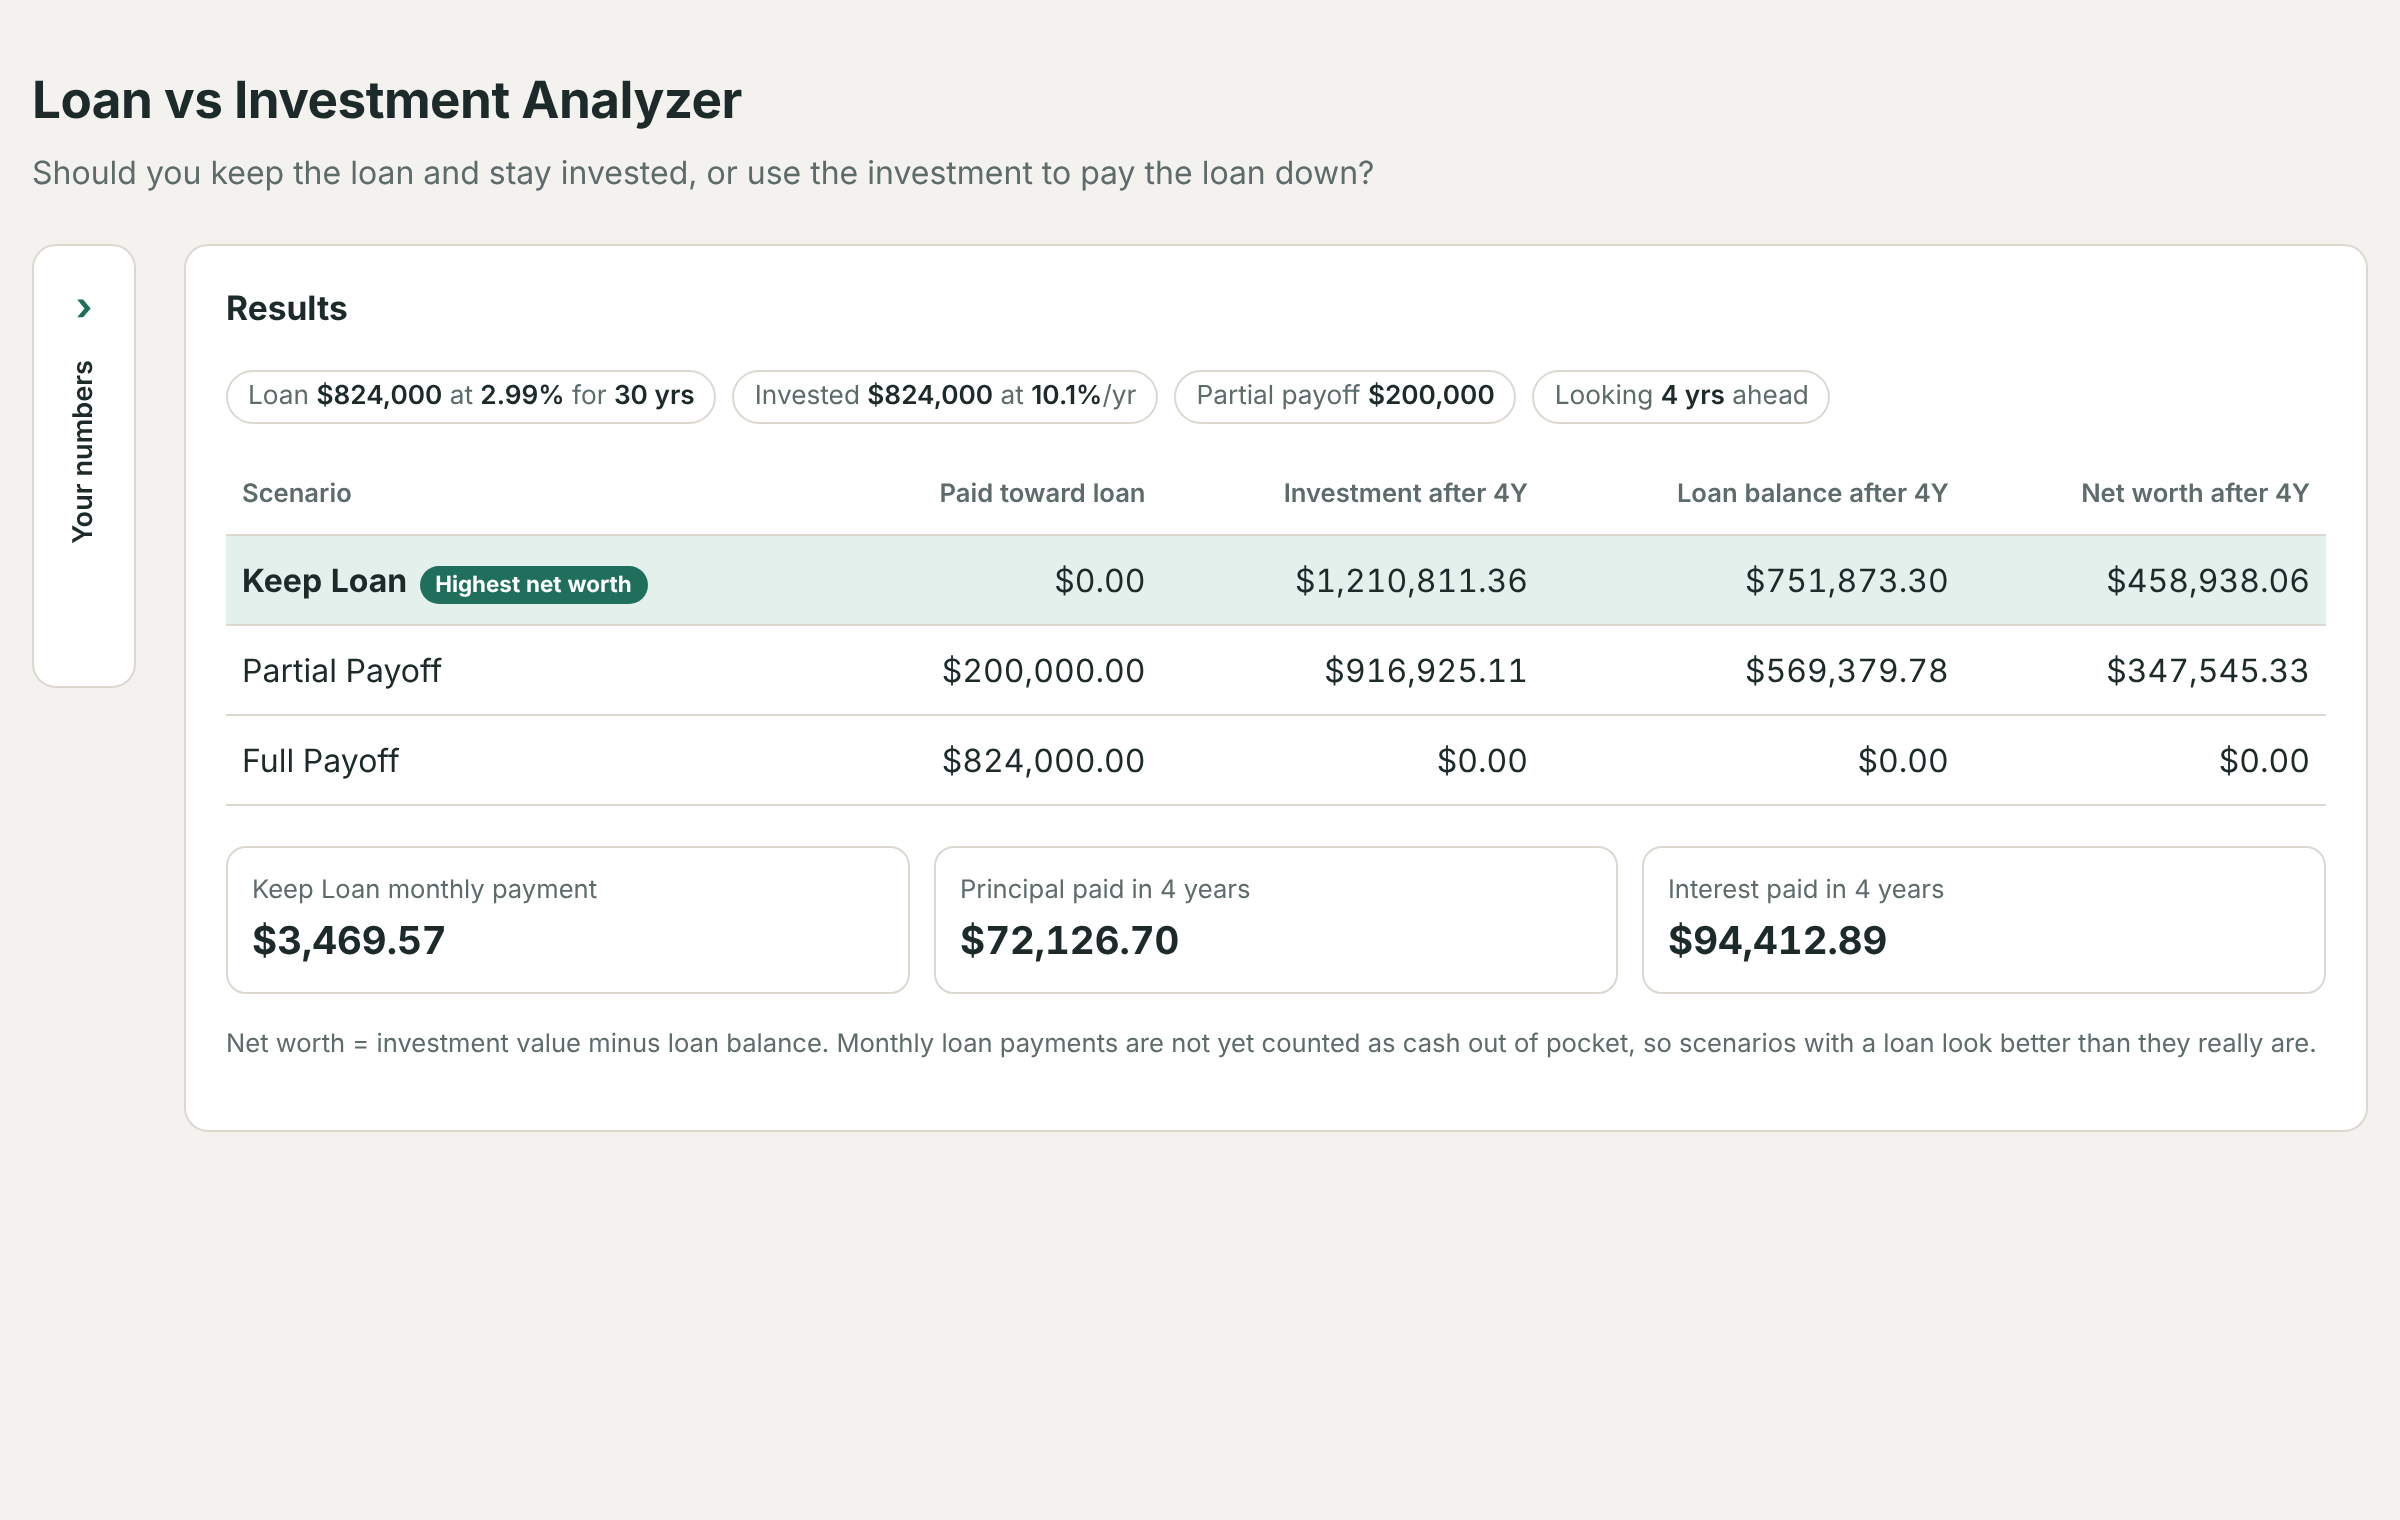 Loan vs Investment Analyzer
Should you keep the loan and stay invested, or use the investment to pay the loan down?
› Your numbers
Results
Loan $824,000 at 2.99% for 30 yrs Invested $824,000 at 10.1%/yr Partial payoff $200,000 Looking 4 yrs ahead
Scenario Paid toward loan Investment after 4Y Loan balance after 4Y Net worth after 4Y
Keep Loan Highest net worth $0.00 $1,210,811.36 $751,873.30 $458,938.06
Partial Payoff $200,000.00 $916,925.11 $569,379.78 $347,545.33
Full Payoff $824,000.00 $0.00 $0.00 $0.00
Keep Loan monthly payment Principal paid in 4 years Interest paid in 4 years
$3,469.57 $72,126.70 $94,412.89
Net worth = investment value minus loan balance. Monthly loan payments are not yet counted as cash out of pocket, so scenarios with a loan look better than they really are.